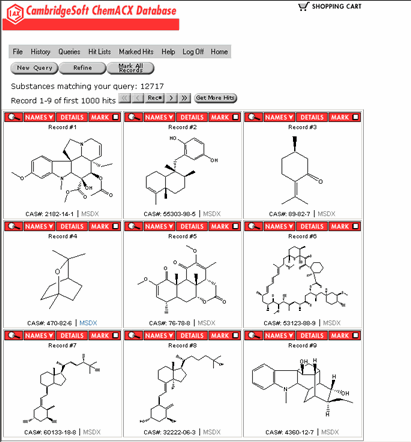 CambridgeSoft ChemACX Database
SHOPPING CART
File History Queries Hit Lists Marked Hits Help Log Off Home
New Query Refine Mark All Records
Substances matching your query: 12717
Record 1-9 of first 1000 hits Rec# Get More Hits
NAMES DETAILS MARK NAMES DETAILS MARK NAMES DETAILS MARK
Record #1 Record #2 Record #3
CAS#: 2182-14-1 | MSDX CAS#: 55303-98-5 | MSDX CAS#: 89-82-7 | MSDX
NAMES DETAILS MARK NAMES DETAILS MARK NAMES DETAILS MARK
Record #4 Record #5 Record #6
CAS#: 470-82-6 | MSDX CAS#: 76-78-8 | MSDX CAS#: 53123-88-9 | MSDX
NAMES DETAILS MARK NAMES DETAILS MARK NAMES DETAILS MARK
Record #7 Record #8 Record #9
CAS#: 60133-18-8 | MSDX CAS#: 32222-06-3 | MSDX CAS#: 4360-12-7 | MSDX